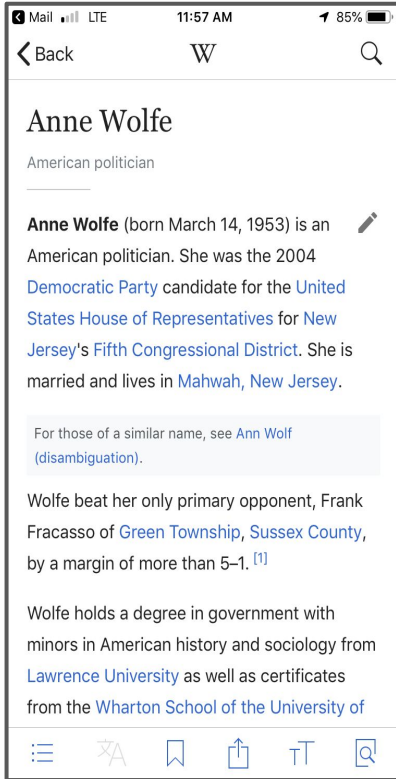 Mail LTE 11:57 AM 85%
Back W
Anne Wolfe
American politician
Anne Wolfe (born March 14, 1953) is an
American politician. She was the 2004
Democratic Party candidate for the United
States House of Representatives for New
Jersey's Fifth Congressional District. She is
married and lives in Mahwah, New Jersey.
For those of a similar name, see Ann Wolf
(disambiguation).
Wolfe beat her only primary opponent, Frank
Fracasso of Green Township, Sussex County,
by a margin of more than 5–1. [1]
Wolfe holds a degree in government with
minors in American history and sociology from
Lawrence University as well as certificates
from the Wharton School of the University of
文A TT